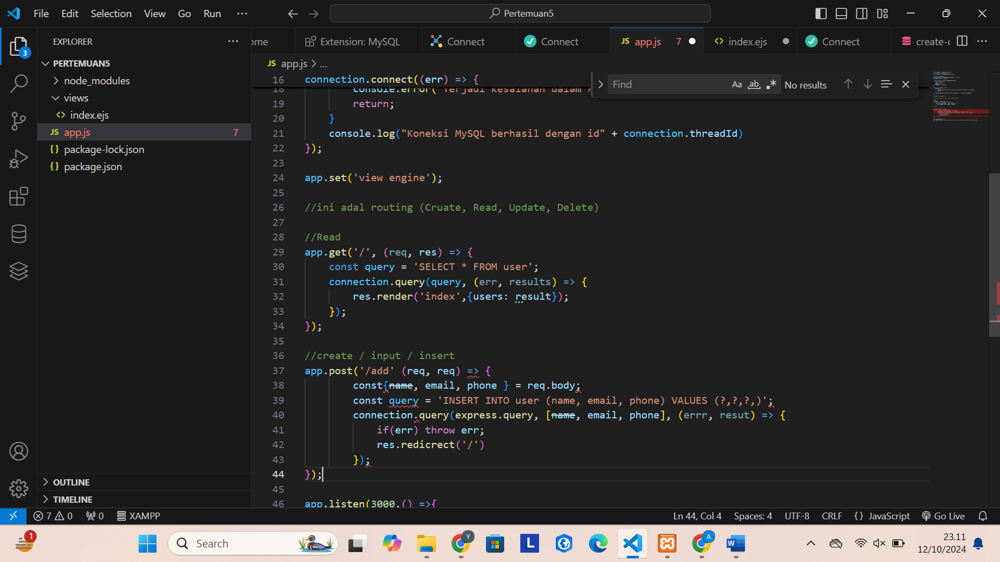 File Edit Selection View Go Run ...
Pertemuan5
EXPLORER
ome
Extension: MySQL
Connect
Connect
JS app.js 7
<> index.ejs
Connect
create-
3
PERTEMUAN5
node_modules
views
<> index.ejs
JS app.js 7
{} package-lock.json
{} package.json
OUTLINE
TIMELINE
JS app.js > ...
Find
Aa ab .* No results
16 connection.connect((err) => {
18 console.error("Terjadi kesalahan dalam
19 return;
20 }
21 console.log("Koneksi MySQL berhasil dengan id" + connection.threadId)
22 });
23
24 app.set('view engine');
25
26 //ini adal routing (Cruate, Read, Update, Delete)
27
28 //Read
29 app.get('/', (req, res) => {
30 const query = 'SELECT * FROM user';
31 connection.query(query, (err, results) => {
32 res.render('index',{users: result});
33 });
34 });
35
36 //create / input / insert
37 app.post('/add' (req, req) => {
38 const{name, email, phone } = req.body;
39 const query = 'INSERT INTO user (name, email, phone) VALUES (?,?,?,)';
40 connection.query(express.query, [name, email, phone], (errr, resut) => {
41 if(err) throw err;
42 res.redicrect('/')
43 });
44 });
45
46 app.listen(3000,() =>{
7 0 0 XAMPP
Ln 44, Col 4 Spaces: 4 UTF-8 CRLF {} JavaScript Go Live
1
Search
Y
L
A
W
23.11
12/10/2024